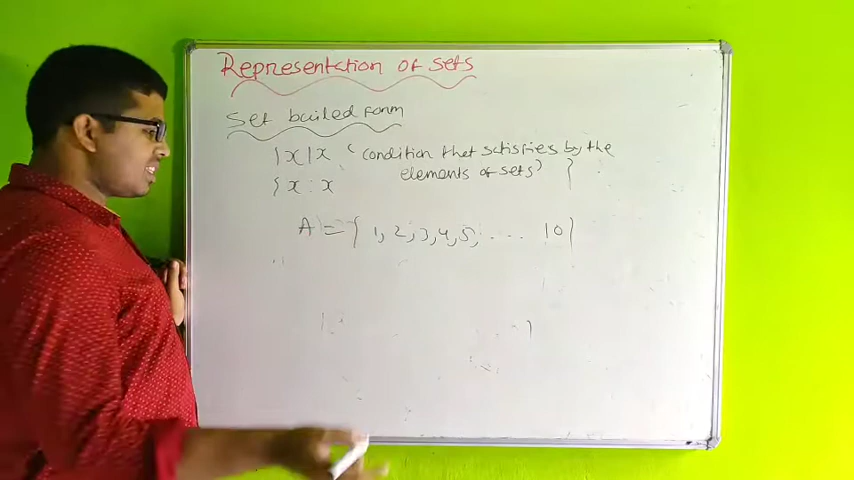 Representation of Sets
Set builed Form
{x|x (condition that satisfies by the
{x : x elements of sets) }
A = { 1, 2, 3, 4, 5, .... 10}